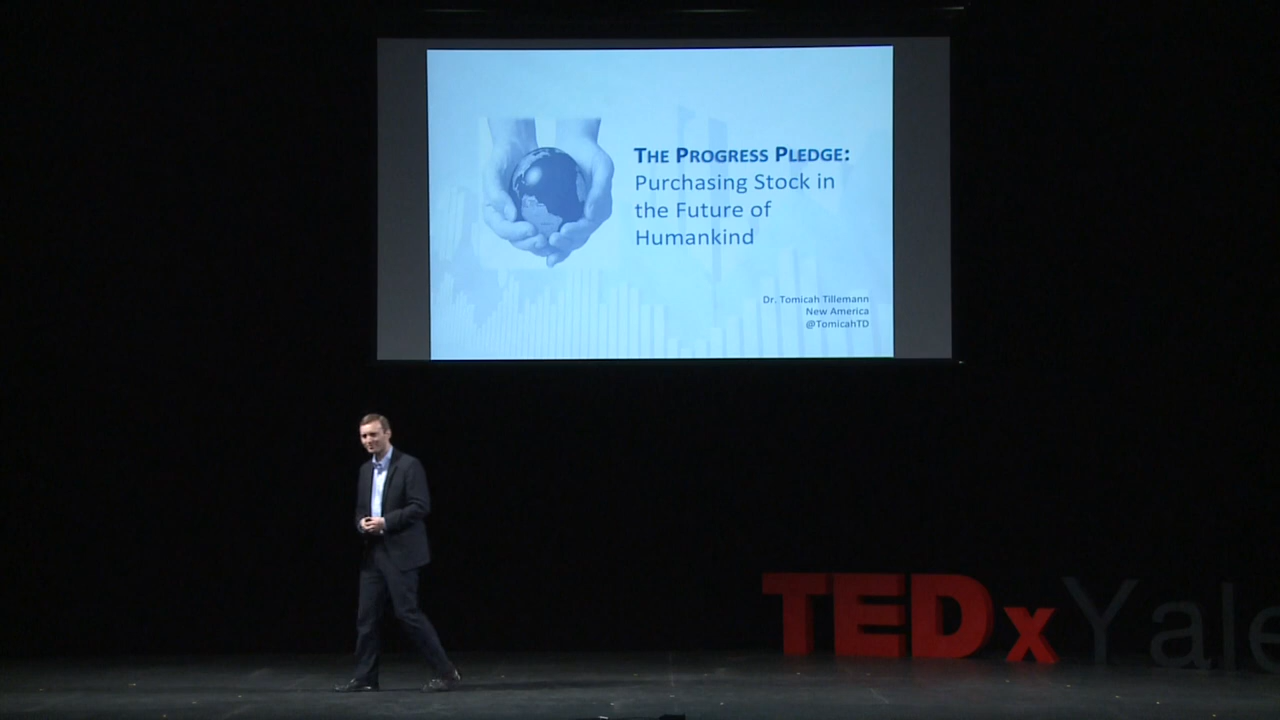 THE PROGRESS PLEDGE:
Purchasing Stock in
the Future of
Humankind
Dr. Tomicah Tillemann
New America
@TomicahTD
TEDxYale